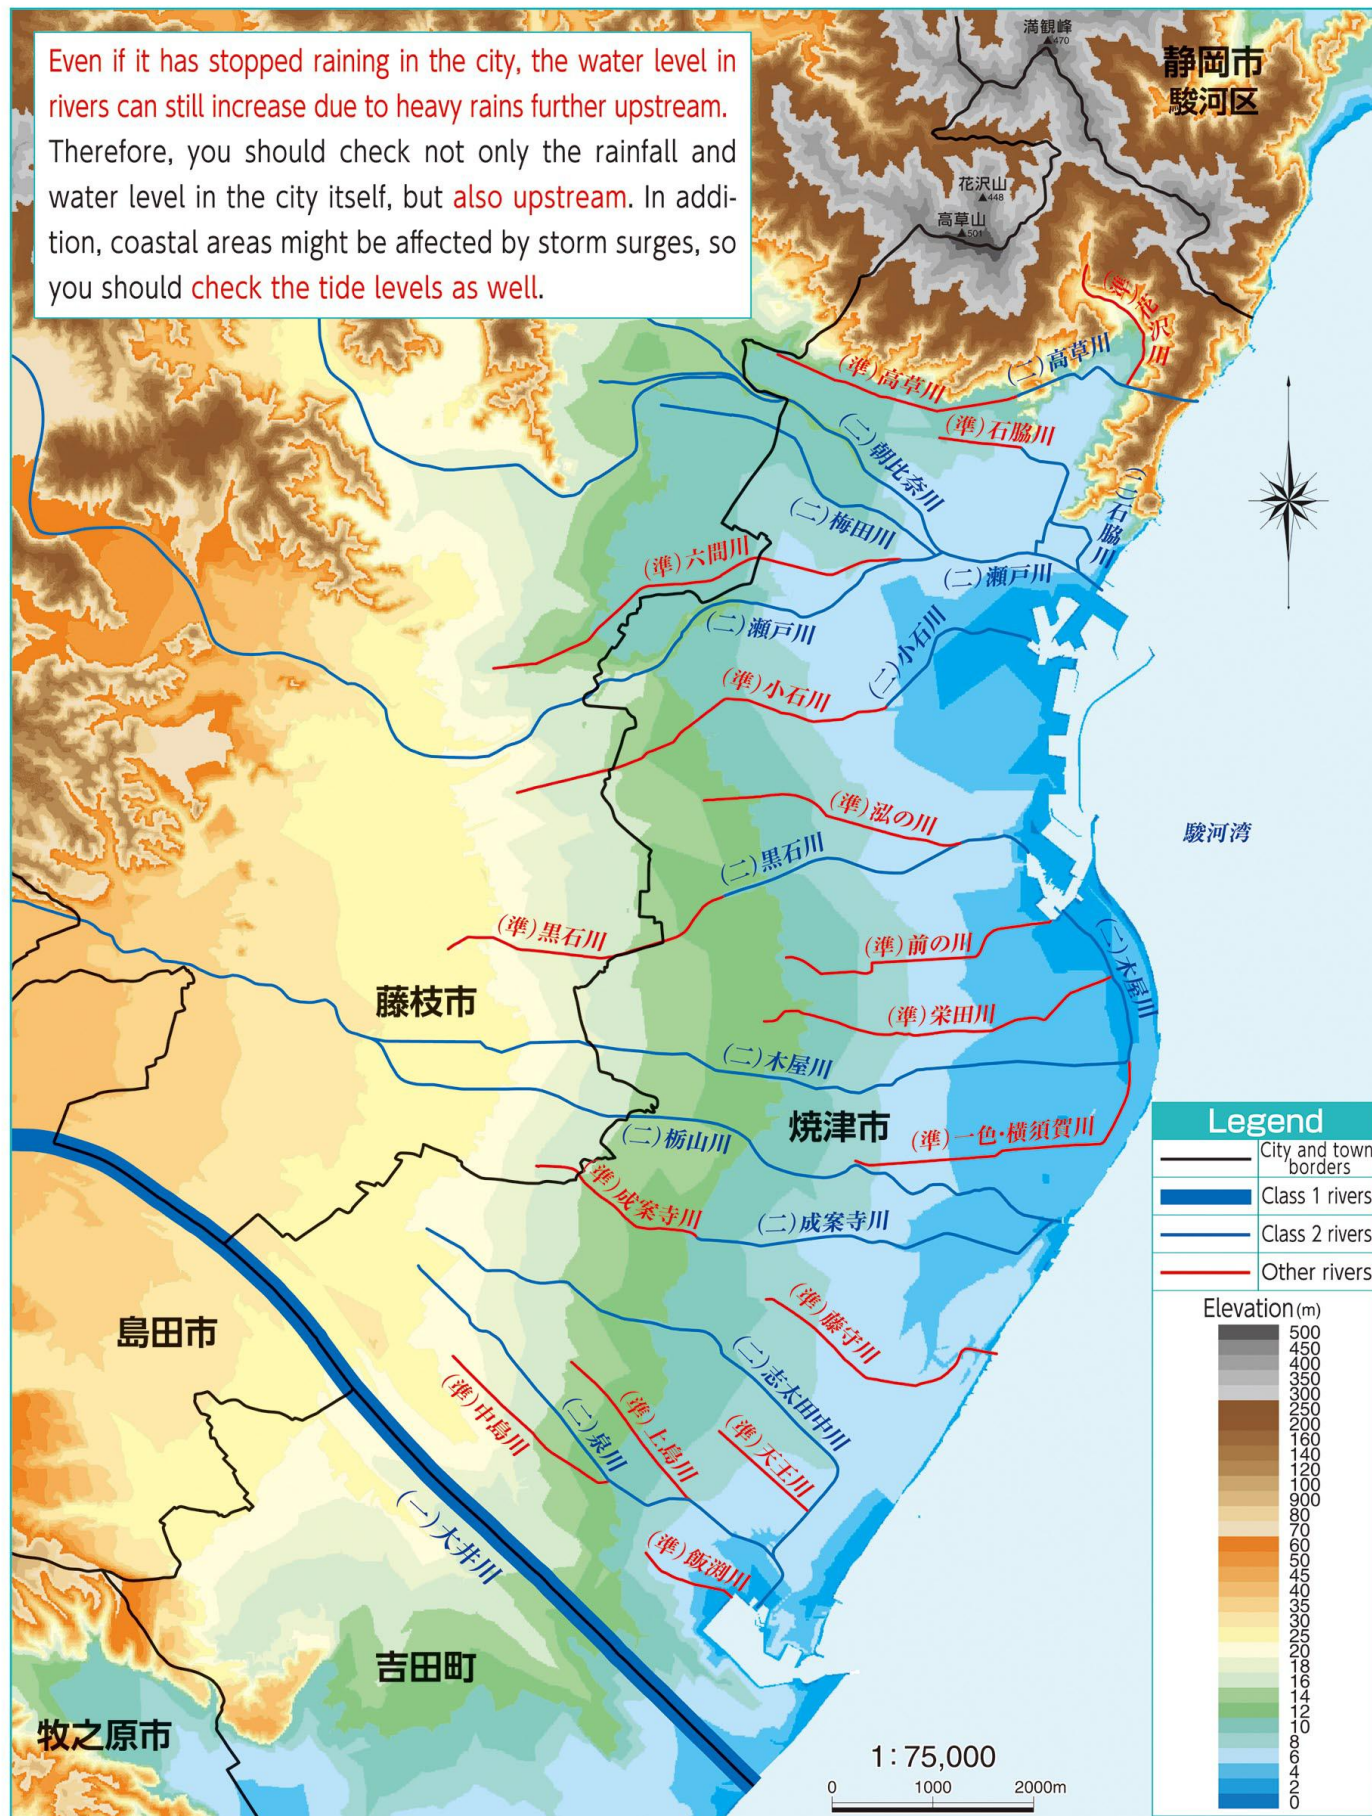 Even if it has stopped raining in the city, the water level in
rivers can still increase due to heavy rains further upstream.
Therefore, you should check not only the rainfall and
water level in the city itself, but also upstream. In addi-
tion, coastal areas might be affected by storm surges, so
you should check the tide levels as well.
満観峰
▲470
静岡市
駿河区
花沢山
▲448
高草山
▲501
(準)花沢川
(二)高草川
(準)高草川
(準)石脇川
(二)朝比奈川
(二)石脇川
(二)梅田川
(準)六間川
(二)瀬戸川
(二)瀬戸川
(二)小石川
(準)小石川
(準)泓の川
駿河湾
(二)黒石川
(準)黒石川
(準)前の川
(二)木屋川
藤枝市
(準)栄田川
(二)木屋川
焼津市
(準)一色・横須賀川
(二)栃山川
(準)成案寺川
(二)成案寺川
島田市
(準)藤守川
(二)志太田中川
(準)中島川
(二)泉川
(準)上島川
(準)天王川
(一)大井川
(準)飯渕川
吉田町
牧之原市
1:75,000
0 1000 2000m
Legend
City and town
borders
Class 1 rivers
Class 2 rivers
Other rivers
Elevation(m)
500
450
400
350
300
250
200
160
140
120
100
900
80
70
60
50
45
40
35
30
25
20
18
16
14
12
10
8
6
4
2
0